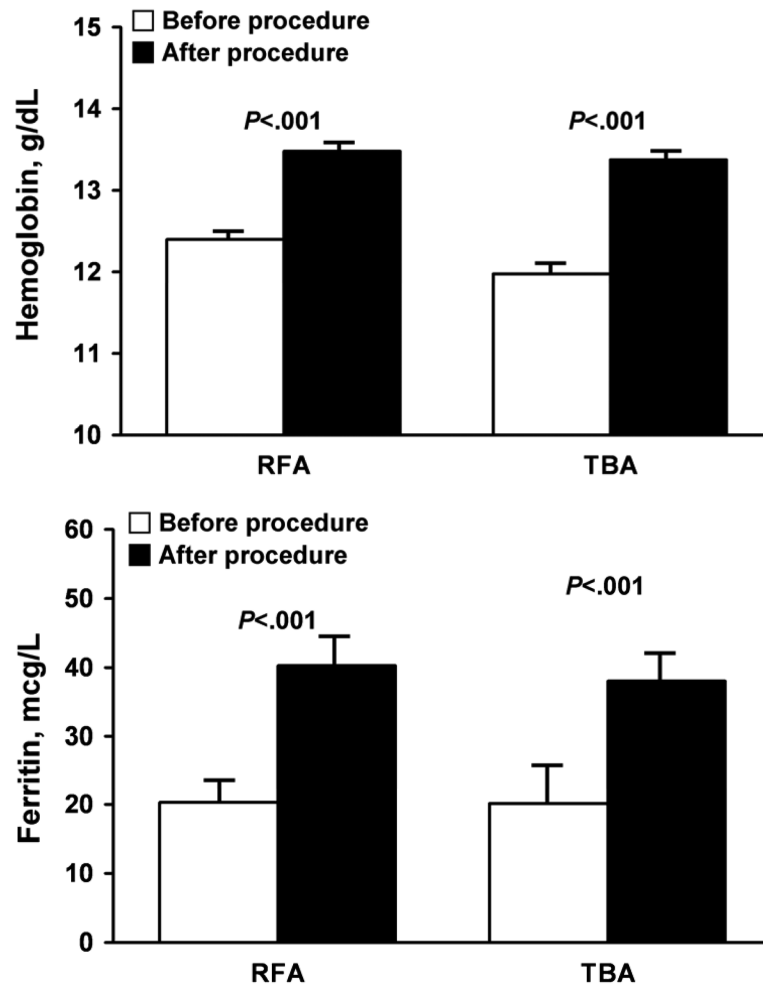 Before procedure
After procedure
Hemoglobin, g/dL
15
14
13
12
11
10
P<.001
P<.001
RFA
TBA
Before procedure
After procedure
Ferritin, mcg/L
60
50
40
30
20
10
0
P<.001
P<.001
RFA
TBA